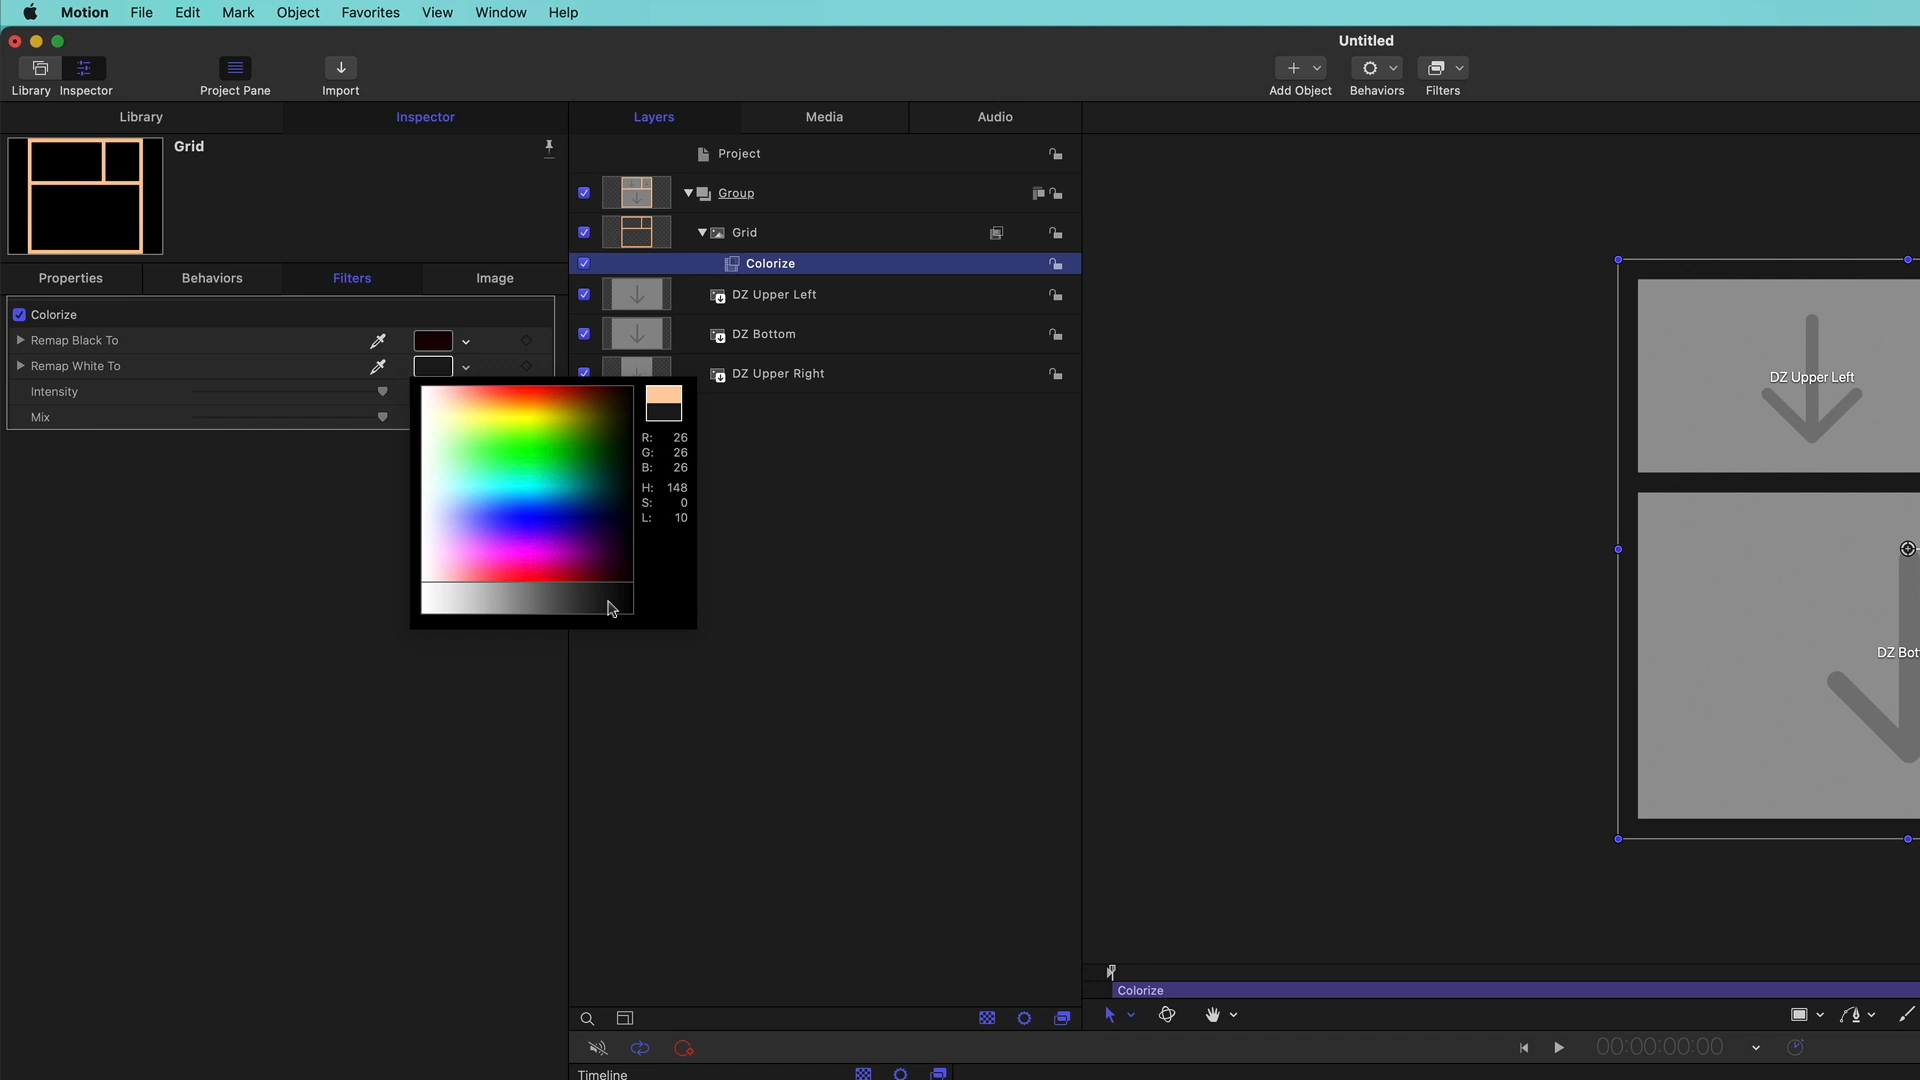 Motion File Edit Mark Object Favorites View Window Help
Untitled
Library Inspector Project Pane Import Add Object Behaviors Filters
Library Inspector Layers Media Audio
Grid
Project
Group
Grid
Colorize
Properties Behaviors Filters Image
Colorize
Remap Black To
Remap White To
Intensity
Mix
DZ Upper Left
DZ Bottom
DZ Upper Right
R: 26
G: 26
B: 26
H: 148
S: 0
L: 10
DZ Upper Left
DZ Bot
Colorize
00:00:00:00
Timeline